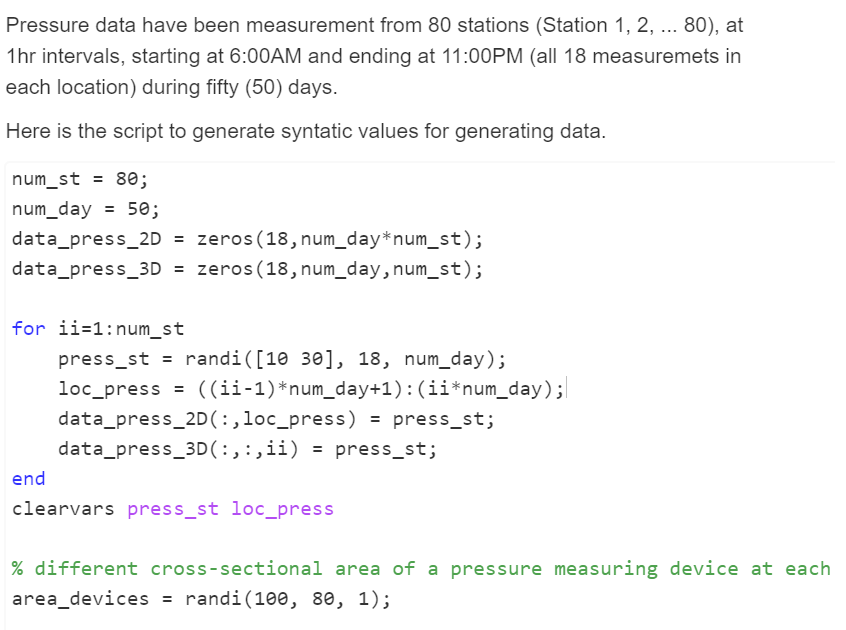 Pressure data have been measurement from 80 stations (Station 1, 2, ... 80), at
1hr intervals, starting at 6:00AM and ending at 11:00PM (all 18 measuremets in
each location) during fifty (50) days.
Here is the script to generate syntatic values for generating data.
num_st = 80;
num_day = 50;
data_press_2D = zeros(18,num_day*num_st);
data_press_3D = zeros(18,num_day,num_st);
for ii=1:num_st
    press_st = randi([10 30], 18, num_day);
    loc_press = ((ii-1)*num_day+1):(ii*num_day);
    data_press_2D(:,loc_press) = press_st;
    data_press_3D(:,:,ii) = press_st;
end
clearvars press_st loc_press
% different cross-sectional area of a pressure measuring device at each
area_devices = randi(100, 80, 1);